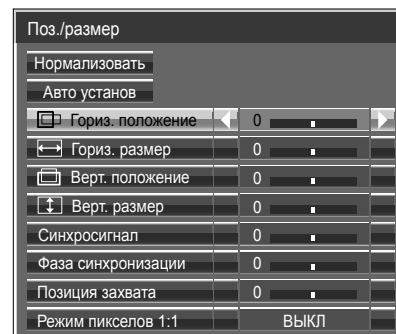 Поз./размер
Нормализовать
Авто установ
Гориз. положение 0
Гориз. размер 0
Верт. положение 0
Верт. размер 0
Синхросигнал 0
Фаза синхронизации 0
Позиция захвата 0
Режим пикселов 1:1 ВЫКЛ